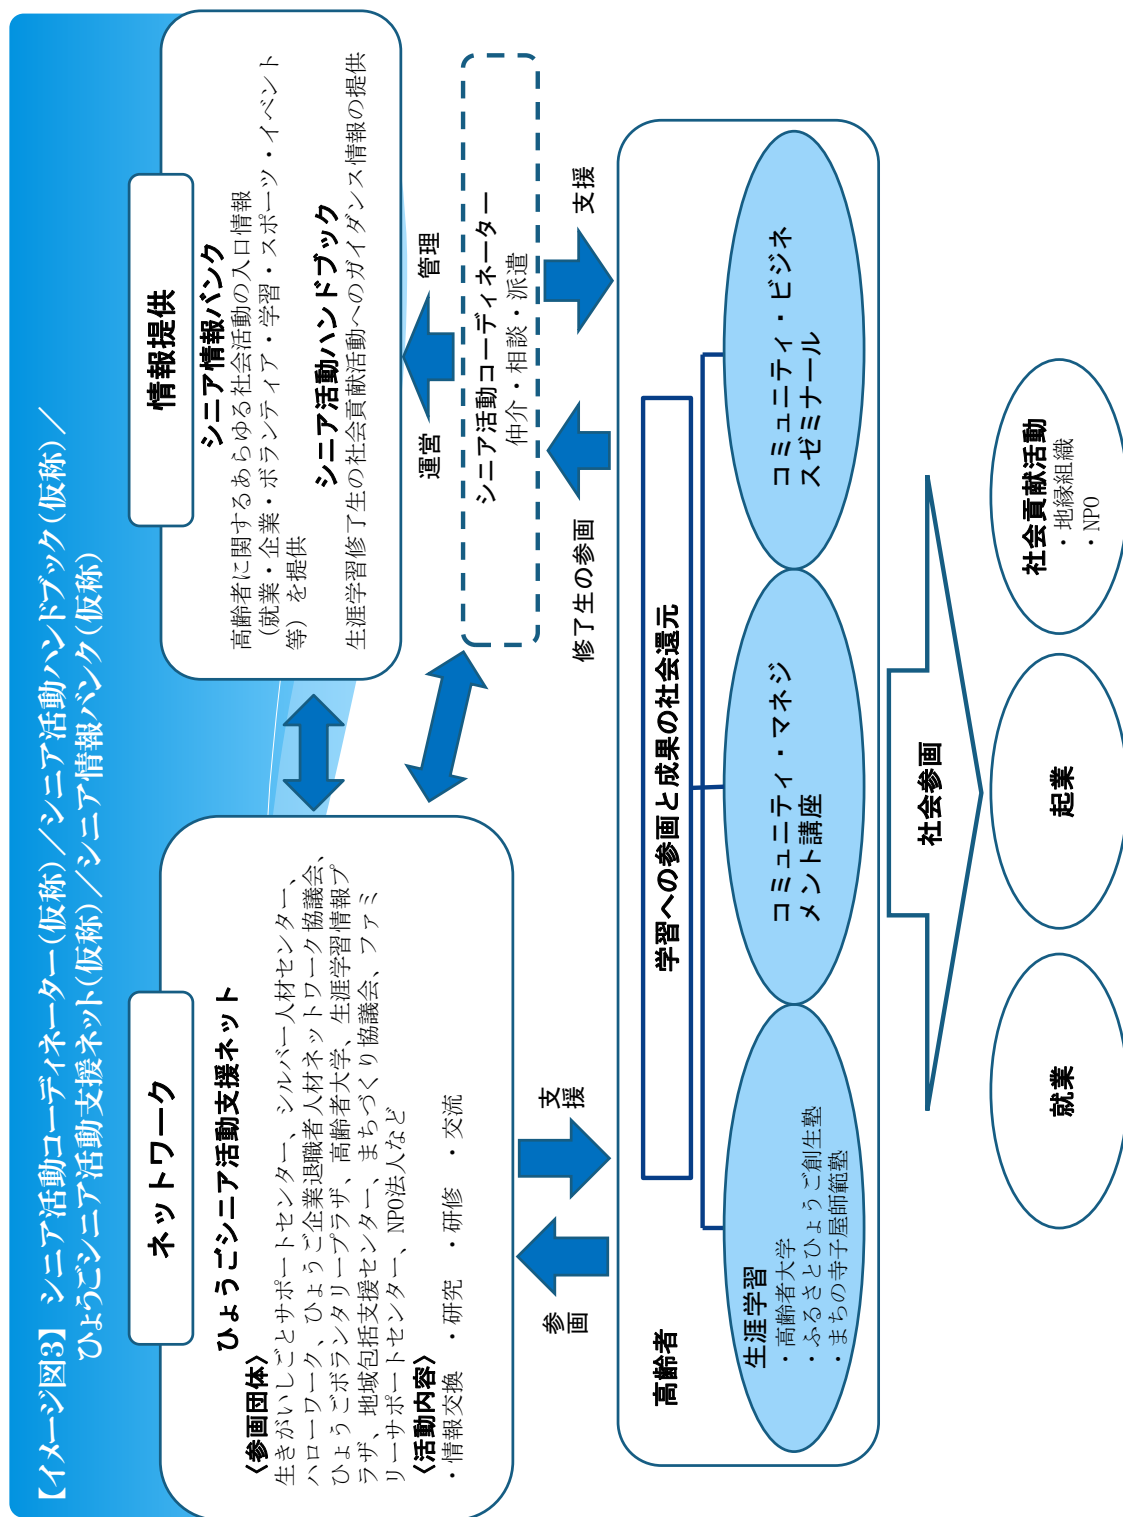 【イメージ図3】 シニア活動コーディネーター(仮称)／シニア活動ハンドブック(仮称)／
ひょうごシニア活動支援ネット(仮称)／シニア情報バンク(仮称)
ネットワーク
ひょうごシニア活動支援ネット
〈参画団体〉
生きがいしごとサポートセンター、シルバー人材センター、
ハローワーク、ひょうご企業退職者人材ネットワーク協議会、
ひょうごボランタリープラザ、高齢者大学、生涯学習情報プ
ラザ、地域包括支援センター、まちづくり協議会、ファミ
リーサポートセンター、NPO法人など
〈活動内容〉
・情報交換 ・研究 ・研修 ・交流
情報提供
シニア情報バンク
高齢者に関するあらゆる社会活動の入口情報
(就業・企業・ボランティア・学習・スポーツ・イベント
等）を提供
シニア活動ハンドブック
生涯学習修了生の社会貢献活動へのガイダンス情報の提供
運営
管理
シニア活動コーディネーター
仲介・相談・派遣
参画
支援
修了生の参画
支援
高齢者
学習への参画と成果の社会還元
生涯学習
・高齢者大学
・ふるさとひょうご創生塾
・まちの寺子屋師範塾
コミュニティ・マネジ
メント講座
コミュニティ・ビジネ
スゼミナール
社会参画
就業
起業
社会貢献活動
・地縁組織
・NPO